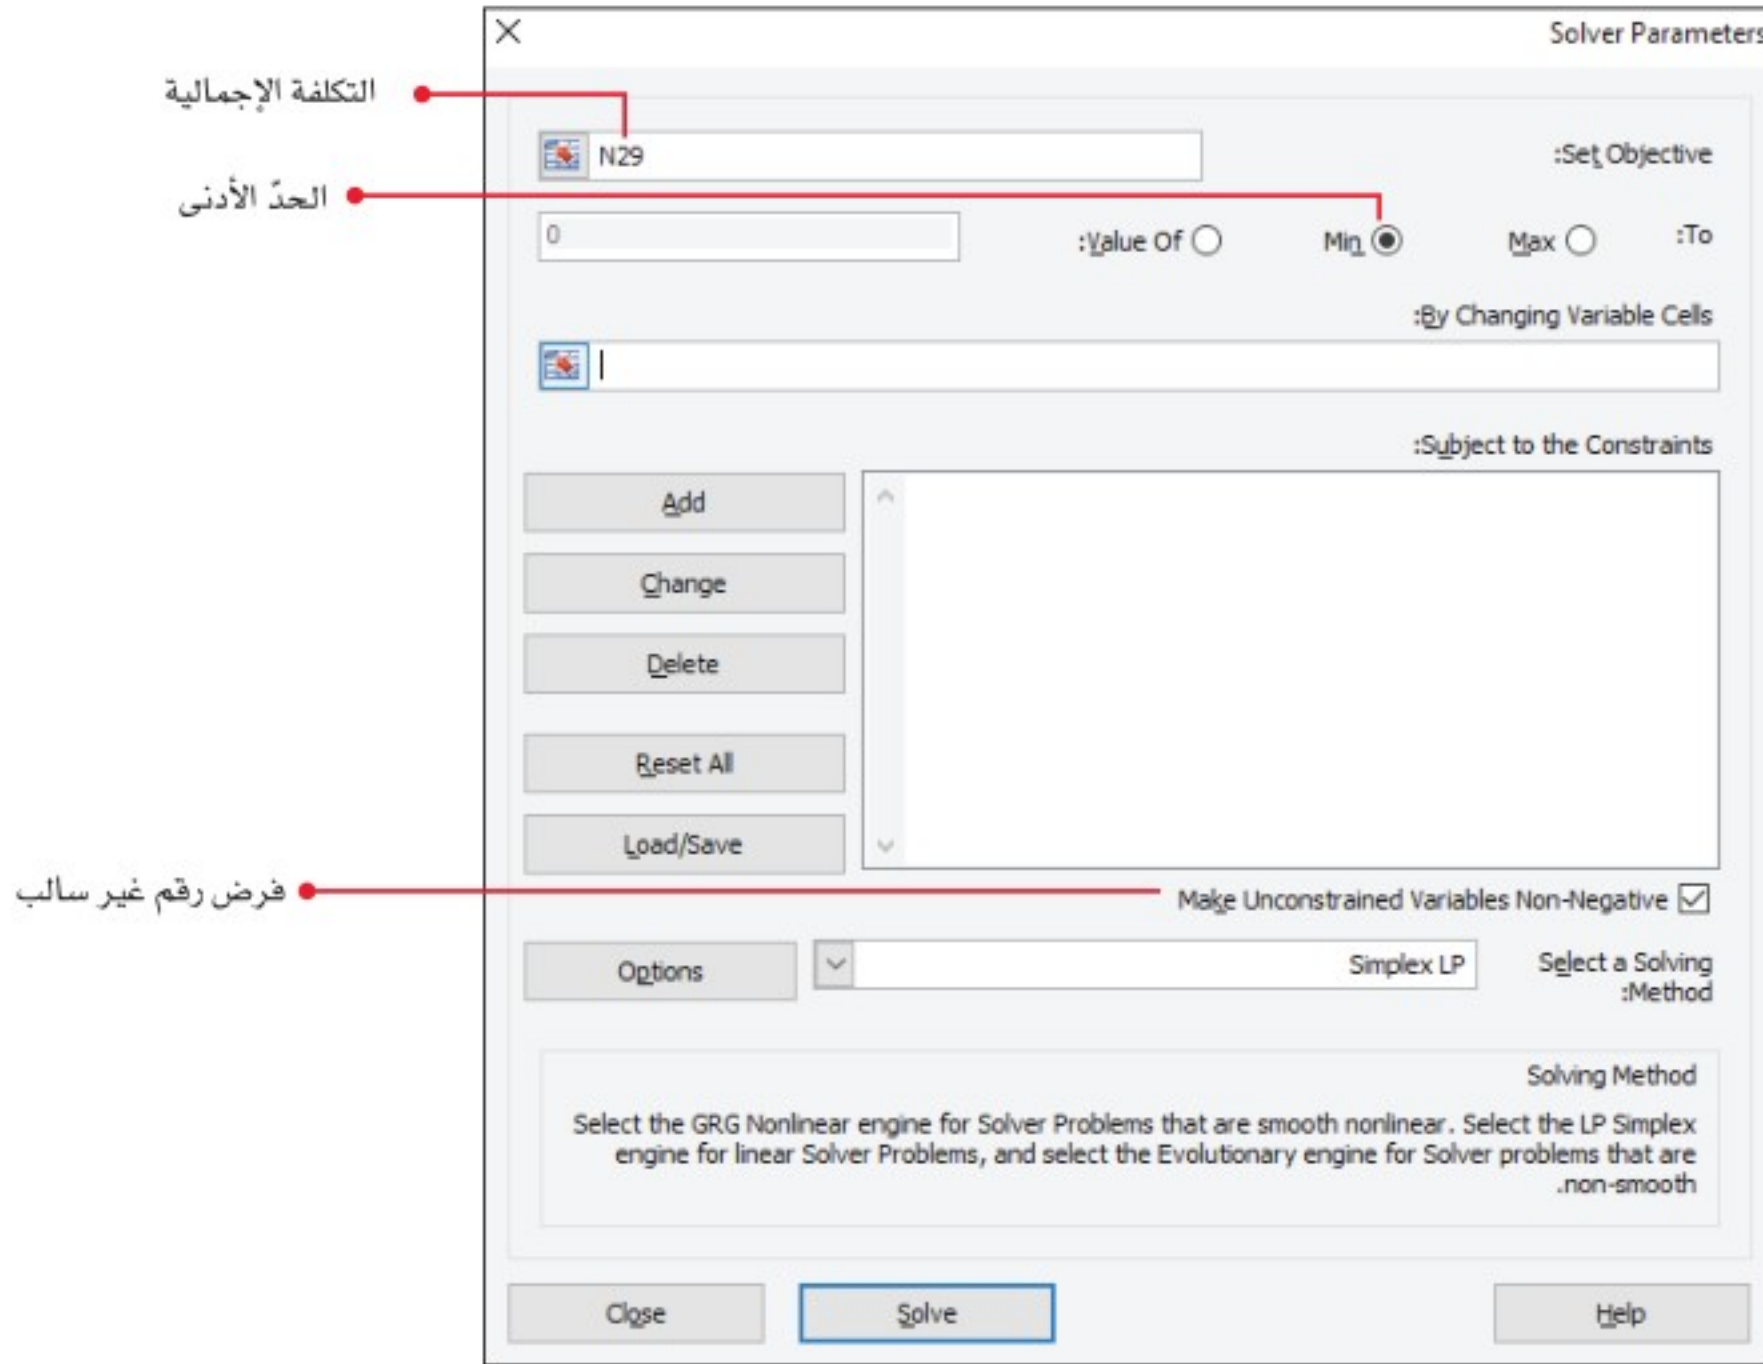 Solver Parameters
التكلفة الإجمالية
:Set Objective
N29
الحدّ الأدنى
:To
Max
Min
:Value Of
0
:By Changing Variable Cells
:Subject to the Constraints
Add
Change
Delete
Reset All
Load/Save
فرض رقم غير سالب
Make Unconstrained Variables Non-Negative
Select a Solving
:Method
Simplex LP
Options
Solving Method
Select the GRG Nonlinear engine for Solver Problems that are smooth nonlinear. Select the LP Simplex
engine for linear Solver Problems, and select the Evolutionary engine for Solver problems that are
.non-smooth
Close
Solve
Help